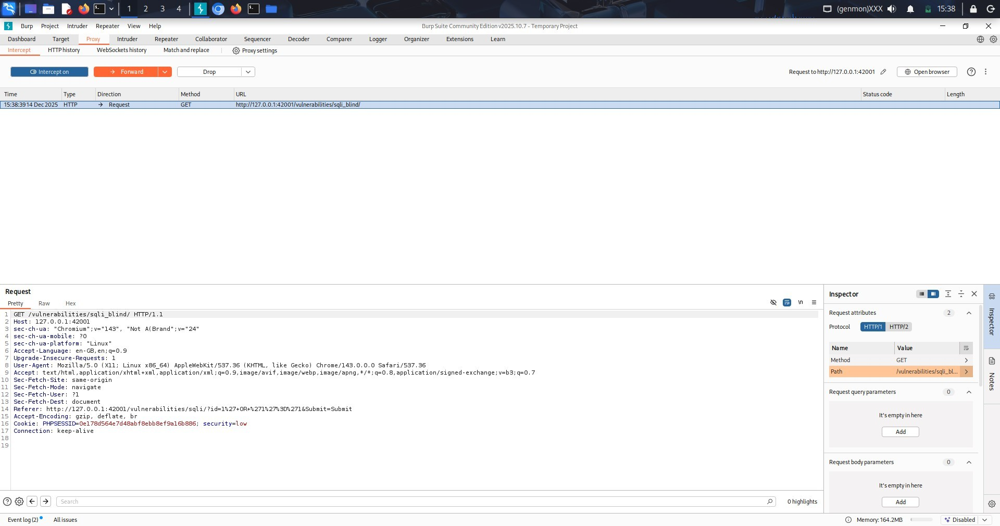 1 2 3 4 (genmon)XXX 15:38
Burp Project Intruder Repeater View Help Burp Suite Community Edition v2025.10.7 - Temporary Project
Dashboard Target Proxy Intruder Repeater Collaborator Sequencer Decoder Comparer Logger Organizer Extensions Learn
Intercept HTTP history WebSockets history Match and replace Proxy settings
Intercept on Forward Drop Request to http://127.0.0.1:42001 Open browser
Time Type Direction Method URL Status code Length
15:38:39 14 Dec 2025 HTTP → Request GET http://127.0.0.1:42001/vulnerabilities/sqli_blind/
Request
Pretty Raw Hex \n
1 GET /vulnerabilities/sqli_blind/ HTTP/1.1
2 Host: 127.0.0.1:42001
3 sec-ch-ua: "Chromium";v="143", "Not A(Brand";v="24"
4 sec-ch-ua-mobile: ?0
5 sec-ch-ua-platform: "Linux"
6 Accept-Language: en-GB,en;q=0.9
7 Upgrade-Insecure-Requests: 1
8 User-Agent: Mozilla/5.0 (X11; Linux x86_64) AppleWebKit/537.36 (KHTML, like Gecko) Chrome/143.0.0.0 Safari/537.36
9 Accept: text/html,application/xhtml+xml,application/xml;q=0.9,image/avif,image/webp,image/apng,*/*;q=0.8,application/signed-exchange;v=b3;q=0.7
10 Sec-Fetch-Site: same-origin
11 Sec-Fetch-Mode: navigate
12 Sec-Fetch-User: ?1
13 Sec-Fetch-Dest: document
14 Referer: http://127.0.0.1:42001/vulnerabilities/sqli/?id=1%27+OR+%271%27%3D%271&Submit=Submit
15 Accept-Encoding: gzip, deflate, br
16 Cookie: PHPSESSID=0e178d564e7d48abf8ebb8ef9a16b886; security=low
17 Connection: keep-alive
18
19
Search 0 highlights
Inspector
Request attributes 2
Protocol HTTP/1 HTTP/2
Name Value
Method GET
Path /vulnerabilities/sqli_bl...
Request query parameters 0
It's empty in here
Add
Request body parameters 0
It's empty in here
Add
Inspector
Notes
Event log (2) All issues Memory: 164.2MB Disabled